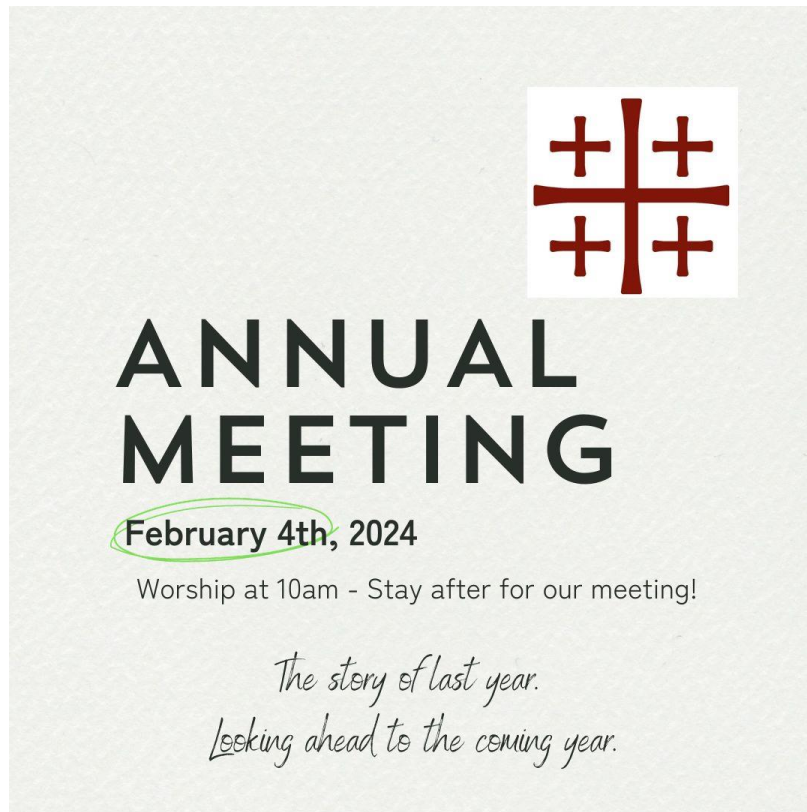 ANNUAL
MEETING
February 4th, 2024
Worship at 10am - Stay after for our meeting!
The story of last year.
Looking ahead to the coming year.